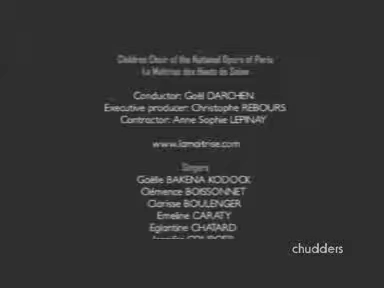 Children Choir of the National Opera of Paris
La Maîtrise des Hauts de Seine
Conductor: Gaël DARCHEN
Executive producer: Christophe REBOURS
Contractor: Anne Sophie LEPINAY
www.lamaitrise.com
Singers
Gaëlle BAKENA KODOCK
Clémence BOISSONNET
Clarisse BOULENGER
Emeline CARATY
Eglantine CHATARD
chudders